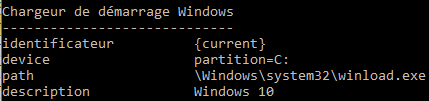 Chargeur de démarrage Windows
-----------------------------
identificateur {current}
device partition=C:
path \Windows\system32\winload.exe
description Windows 10